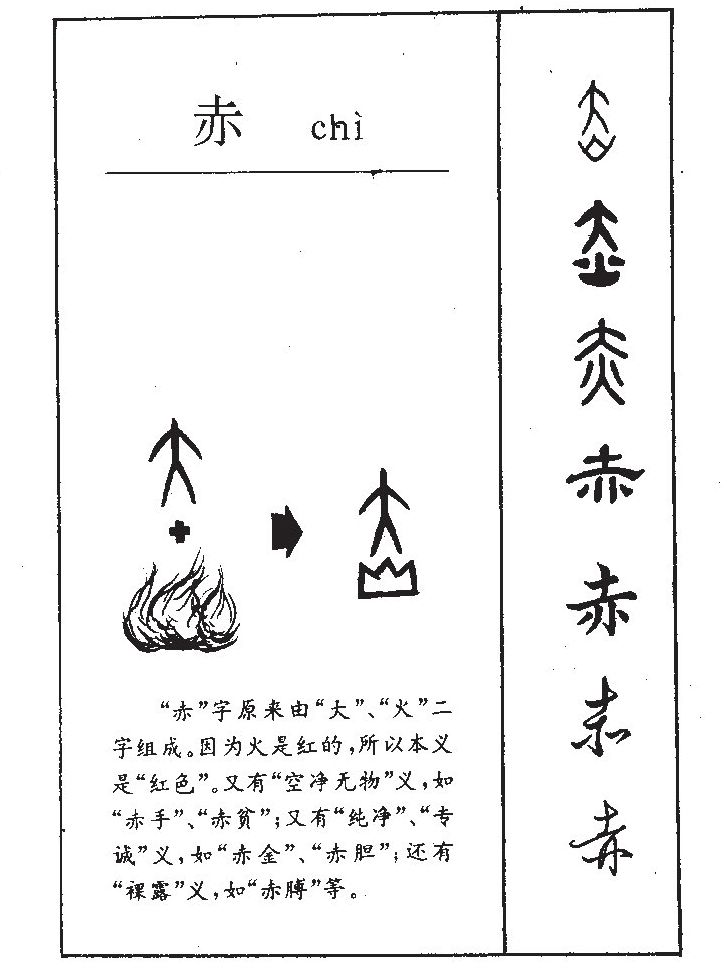 赤 chì
“赤”字原来由“大”、“火”二
字组成。因为火是红的，所以本义
是“红色”。又有“空净无物”义，如
“赤手”、“赤贫”；又有“纯净”、“专
诚”义，如“赤金”、“赤胆”；还有
“裸露”义，如“赤膊”等。
赤
赤
赤
赤